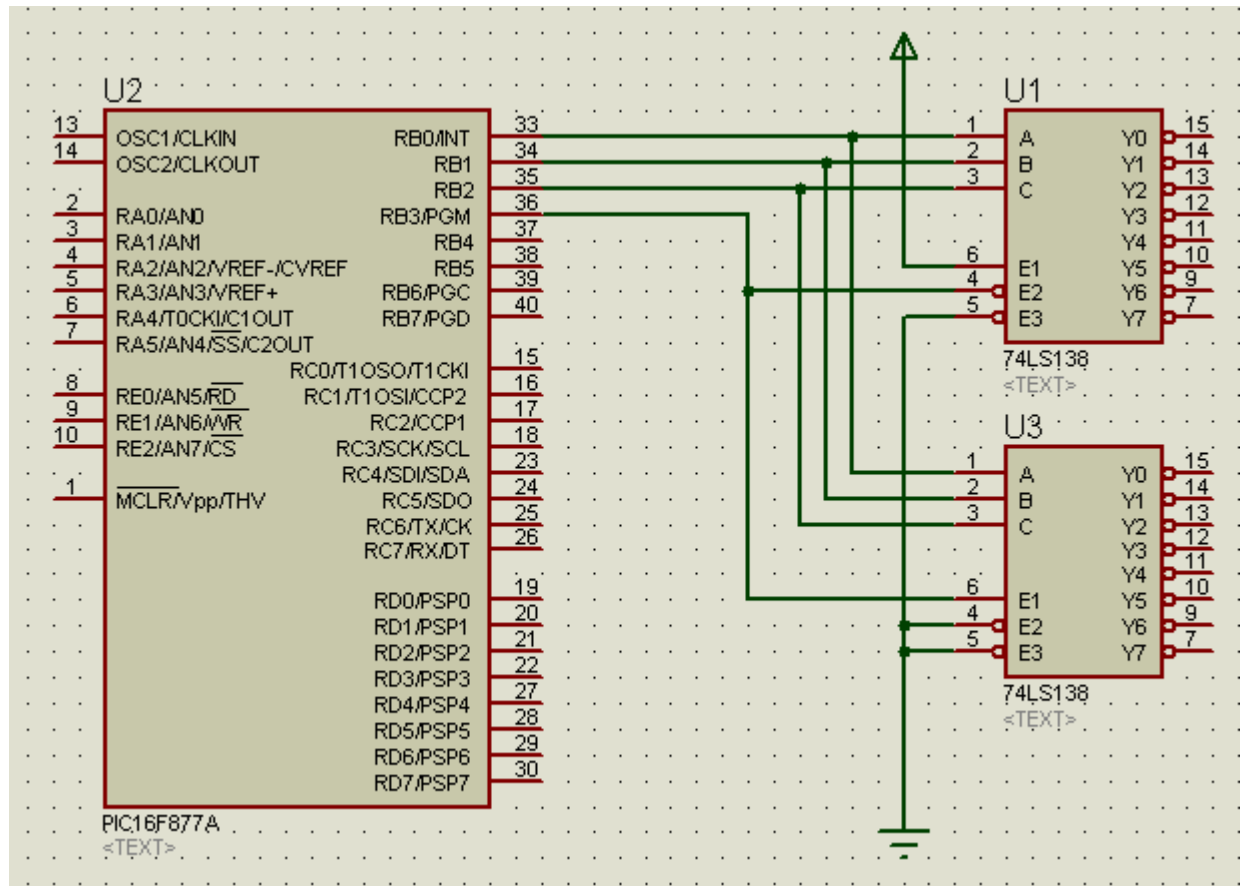 U2
13 OSC1/CLKIN
14 OSC2/CLKOUT
2 RA0/AN0
3 RA1/AN1
4 RA2/AN2/VREF-/CVREF
5 RA3/AN3/VREF+
6 RA4/T0CKI/C1OUT
7 RA5/AN4/SS/C2OUT
8 RE0/AN5/RD
9 RE1/AN6/WR
10 RE2/AN7/CS
1 MCLR/Vpp/THV
RB0/INT 33
RB1 34
RB2 35
RB3/PGM 36
RB4 37
RB5 38
RB6/PGC 39
RB7/PGD 40
RC0/T1OSO/T1CKI 15
RC1/T1OSI/CCP2 16
RC2/CCP1 17
RC3/SCK/SCL 18
RC4/SDI/SDA 23
RC5/SDO 24
RC6/TX/CK 25
RC7/RX/DT 26
RD0/PSP0 19
RD1/PSP1 20
RD2/PSP2 21
RD3/PSP3 22
RD4/PSP4 27
RD5/PSP5 28
RD6/PSP6 29
RD7/PSP7 30
PIC16F877A
<TEXT>
U1
1 A Y0 15
2 B Y1 14
3 C Y2 13
Y3 12
Y4 11
6 E1 Y5 10
4 E2 Y6 9
5 E3 Y7 7
74LS138
<TEXT>
U3
1 A Y0 15
2 B Y1 14
3 C Y2 13
Y3 12
Y4 11
6 E1 Y5 10
4 E2 Y6 9
5 E3 Y7 7
74LS138
<TEXT>